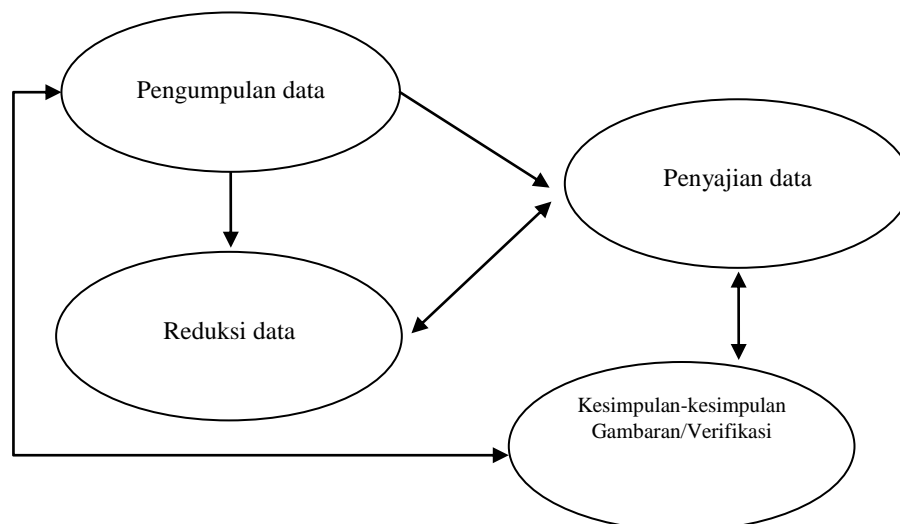 Pengumpulan data
Penyajian data
Reduksi data
Kesimpulan-kesimpulan
Gambaran/Verifikasi